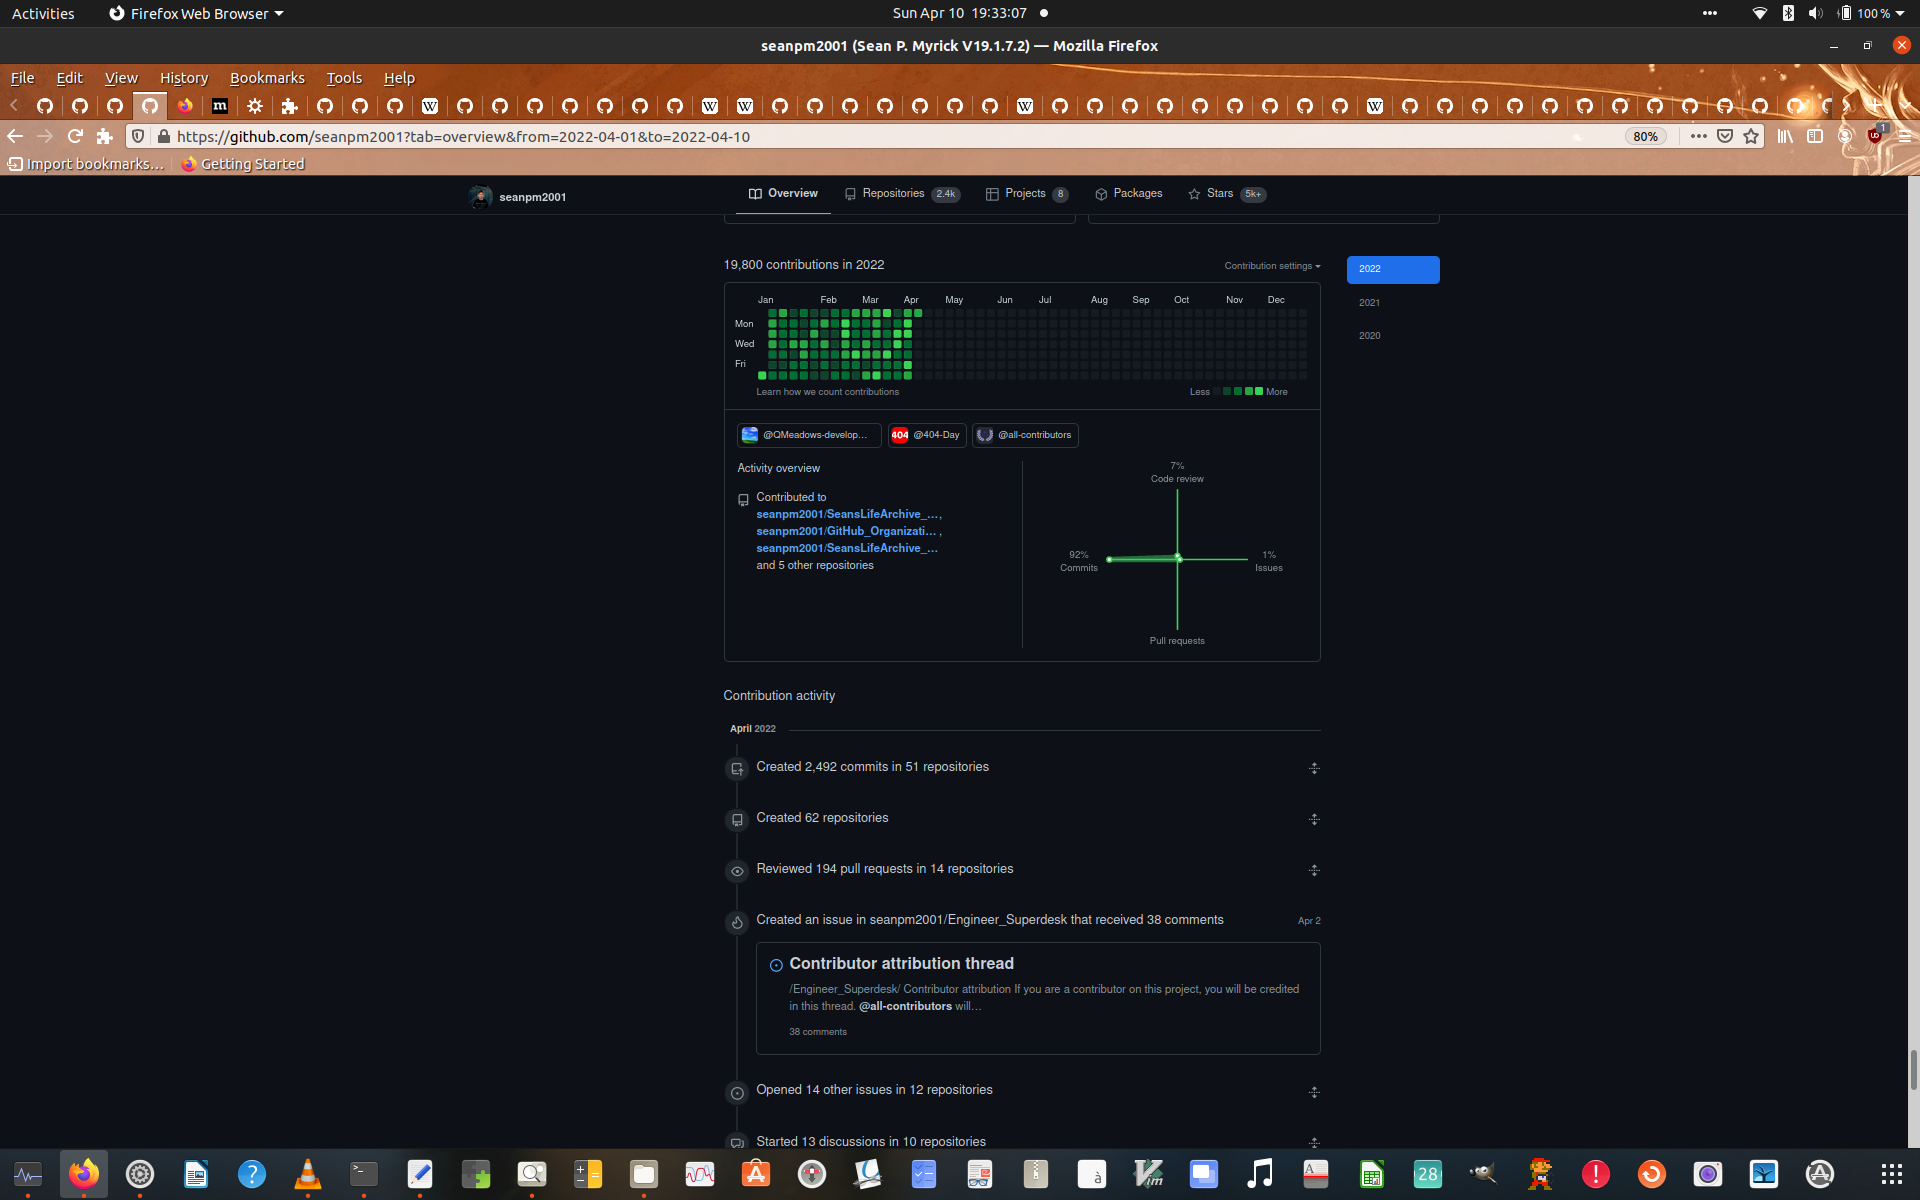 Activities
Firefox Web Browser
Sun Apr 10 19:33:07
100 %
seanpm2001 (Sean P. Myrick V19.1.7.2) — Mozilla Firefox
File Edit View History Bookmarks Tools Help
https://github.com/seanpm2001?tab=overview&from=2022-04-01&to=2022-04-10
80%
1
Import bookmarks…
Getting Started
seanpm2001
Overview
Repositories 2.4k
Projects 8
Packages
Stars 5k+
19,800 contributions in 2022
Contribution settings
2022
2021
2020
Jan Feb Mar Apr May Jun Jul Aug Sep Oct Nov Dec
Mon
Wed
Fri
Learn how we count contributions
Less More
@QMeadows-develop…
404 @404-Day
@all-contributors
Activity overview
Contributed to
seanpm2001/SeansLifeArchive_…,
seanpm2001/GitHub_Organizati… ,
seanpm2001/SeansLifeArchive_…
and 5 other repositories
7%
Code review
92%
Commits
1%
Issues
Pull requests
Contribution activity
April 2022
Created 2,492 commits in 51 repositories
Created 62 repositories
Reviewed 194 pull requests in 14 repositories
Created an issue in seanpm2001/Engineer_Superdesk that received 38 comments
Apr 2
Contributor attribution thread
/Engineer_Superdesk/ Contributor attribution If you are a contributor on this project, you will be credited
in this thread. @all-contributors will…
38 comments
Opened 14 other issues in 12 repositories
Started 13 discussions in 10 repositories
28